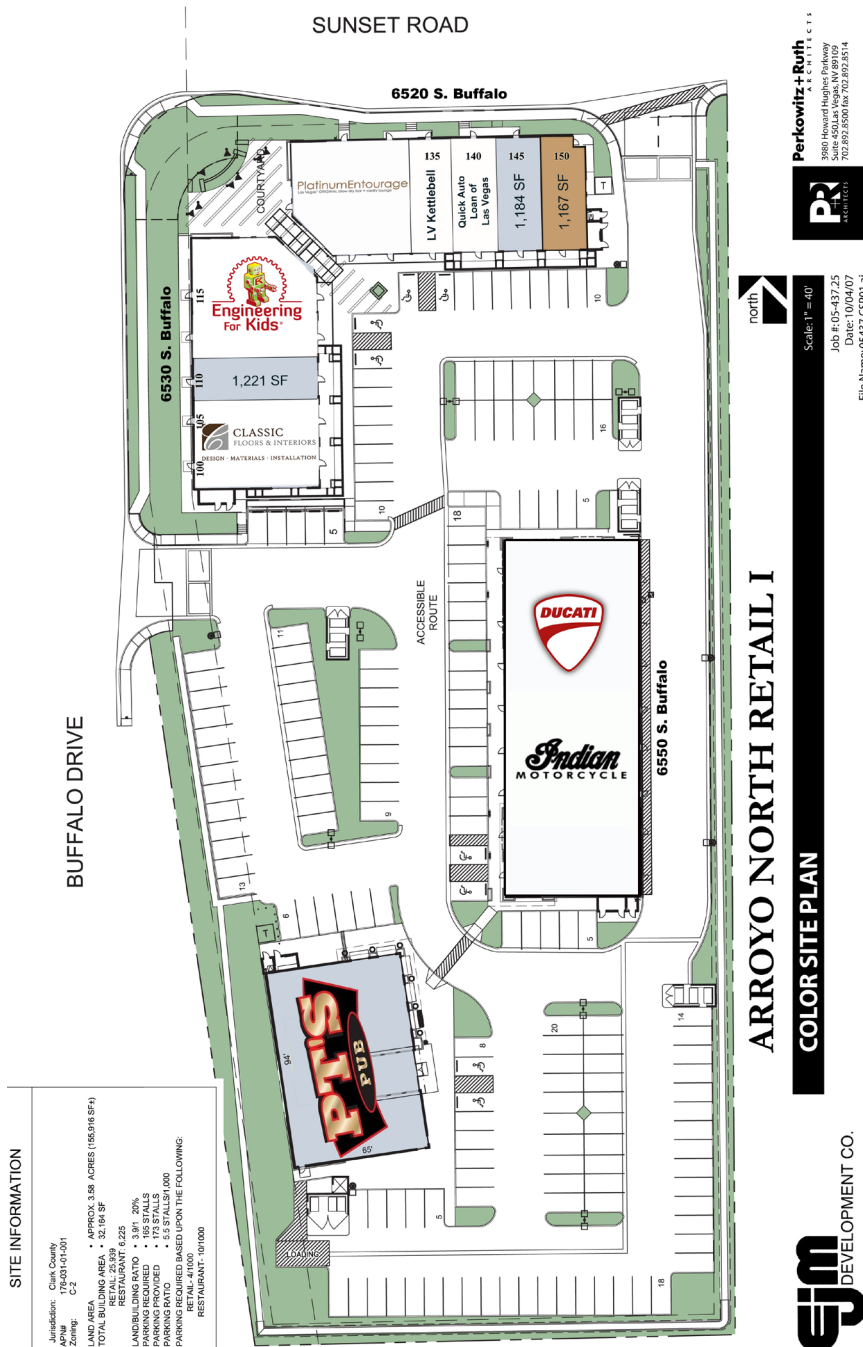 SUNSET ROAD
6520 S. Buffalo
COURTYARD
PlatinumEntourage
135
LV Kettlebell
140
Quick Auto
Loan of
Las Vegas
145
1,184 SF
150
1,167 SF
T
6530 S. Buffalo
115
Engineering
For Kids
110
1,221 SF
105
100
CLASSIC
FLOORS & INTERIORS
DESIGN - MATERIALS - INSTALLATION
10
10
16
5
5
18
ACCESSIBLE
ROUTE
11
9
13
6
T
BUFFALO DRIVE
DUCATI
Indian
MOTORCYCLE
6550 S. Buffalo
5
PT'S
PUB
94'
65'
8
20
14
5
LOADING
18
SITE INFORMATION
Jurisdiction: Clark County
APN# 176-031-01-001
Zoning: C-2
LAND AREA • APPROX. 3.58 ACRES (155,916 SF±)
TOTAL BUILDING AREA • 32,164 SF
RETAIL: 25,939
RESTAURANT: 6,225
LAND/BUILDING RATIO • 3.9/1 20%
PARKING REQUIRED • 165 STALLS
PARKING PROVIDED • 173 STALLS
PARKING RATIO • 5.5 STALLS/1,000
PARKING REQUIRED BASED UPON THE FOLLOWING:
RETAIL- 4/1000
RESTAURANT- 10/1000
ARROYO NORTH RETAIL I
COLOR SITE PLAN
north
Scale: 1" = 40'
Job #: 05-437.25
Date: 10/04/07
P+R
ARCHITECTS
Perkowitz+Ruth
ARCHITECTS
3980 Howard Hughes Parkway
Suite 450,Las Vegas, NV 89109
702.892.8500 fax 702.892.8514
ejm
DEVELOPMENT CO.